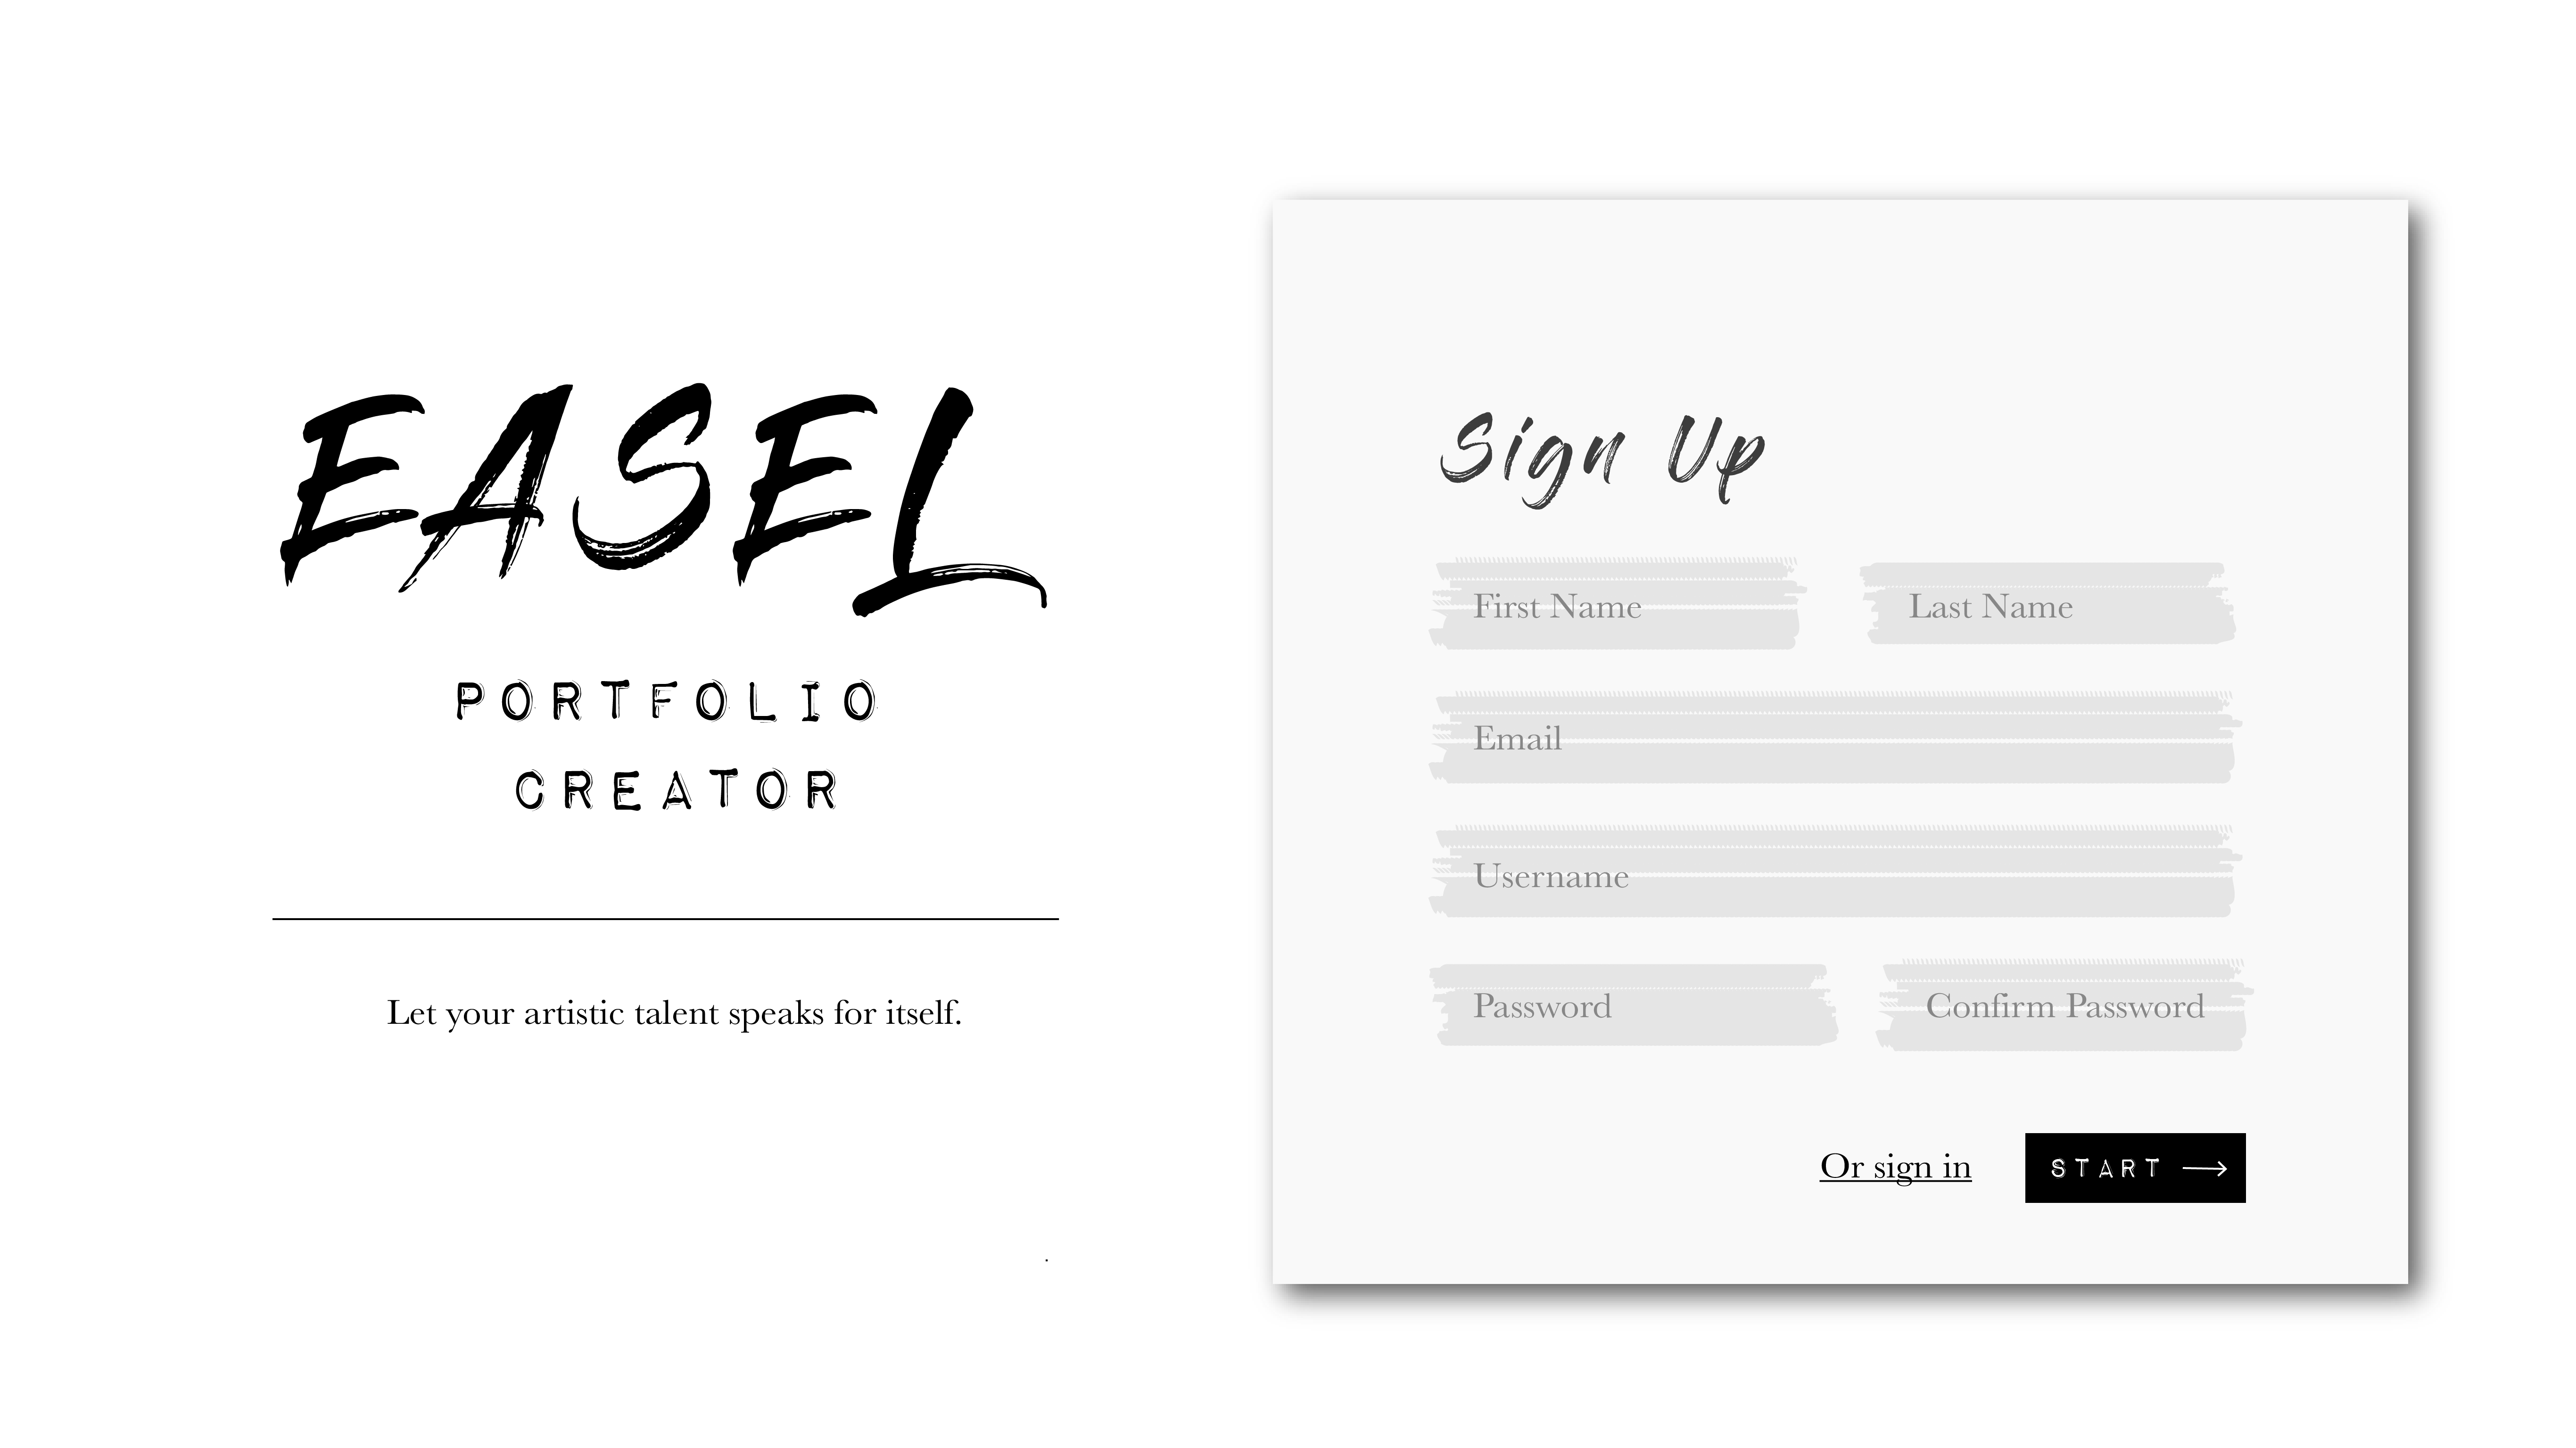 EASEL
PORTFOLIO
CREATOR
Let your artistic talent speaks for itself.
Sign Up
First Name
Last Name
Email
Username
Password
Confirm Password
Or sign in
START